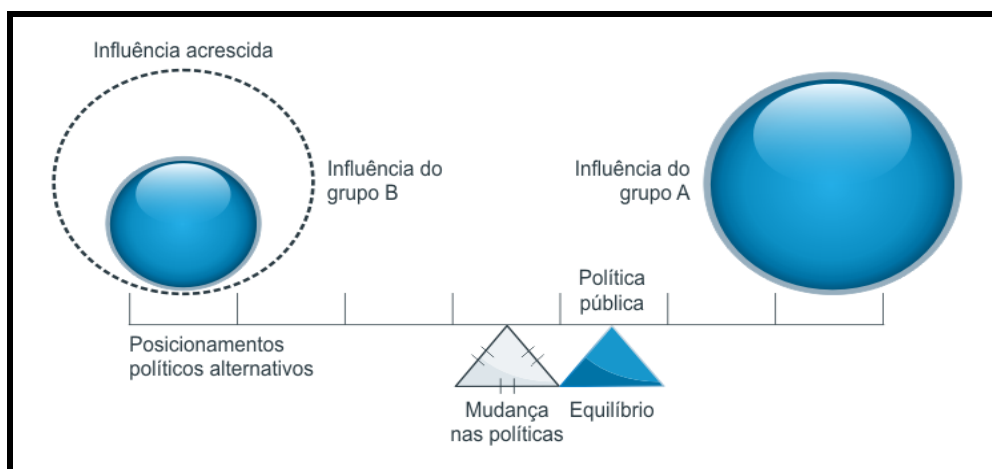 Influência acrescida
Influência do
grupo B
Influência do
grupo A
Política
pública
Posicionamentos
políticos alternativos
Mudança
nas políticas
Equilíbrio